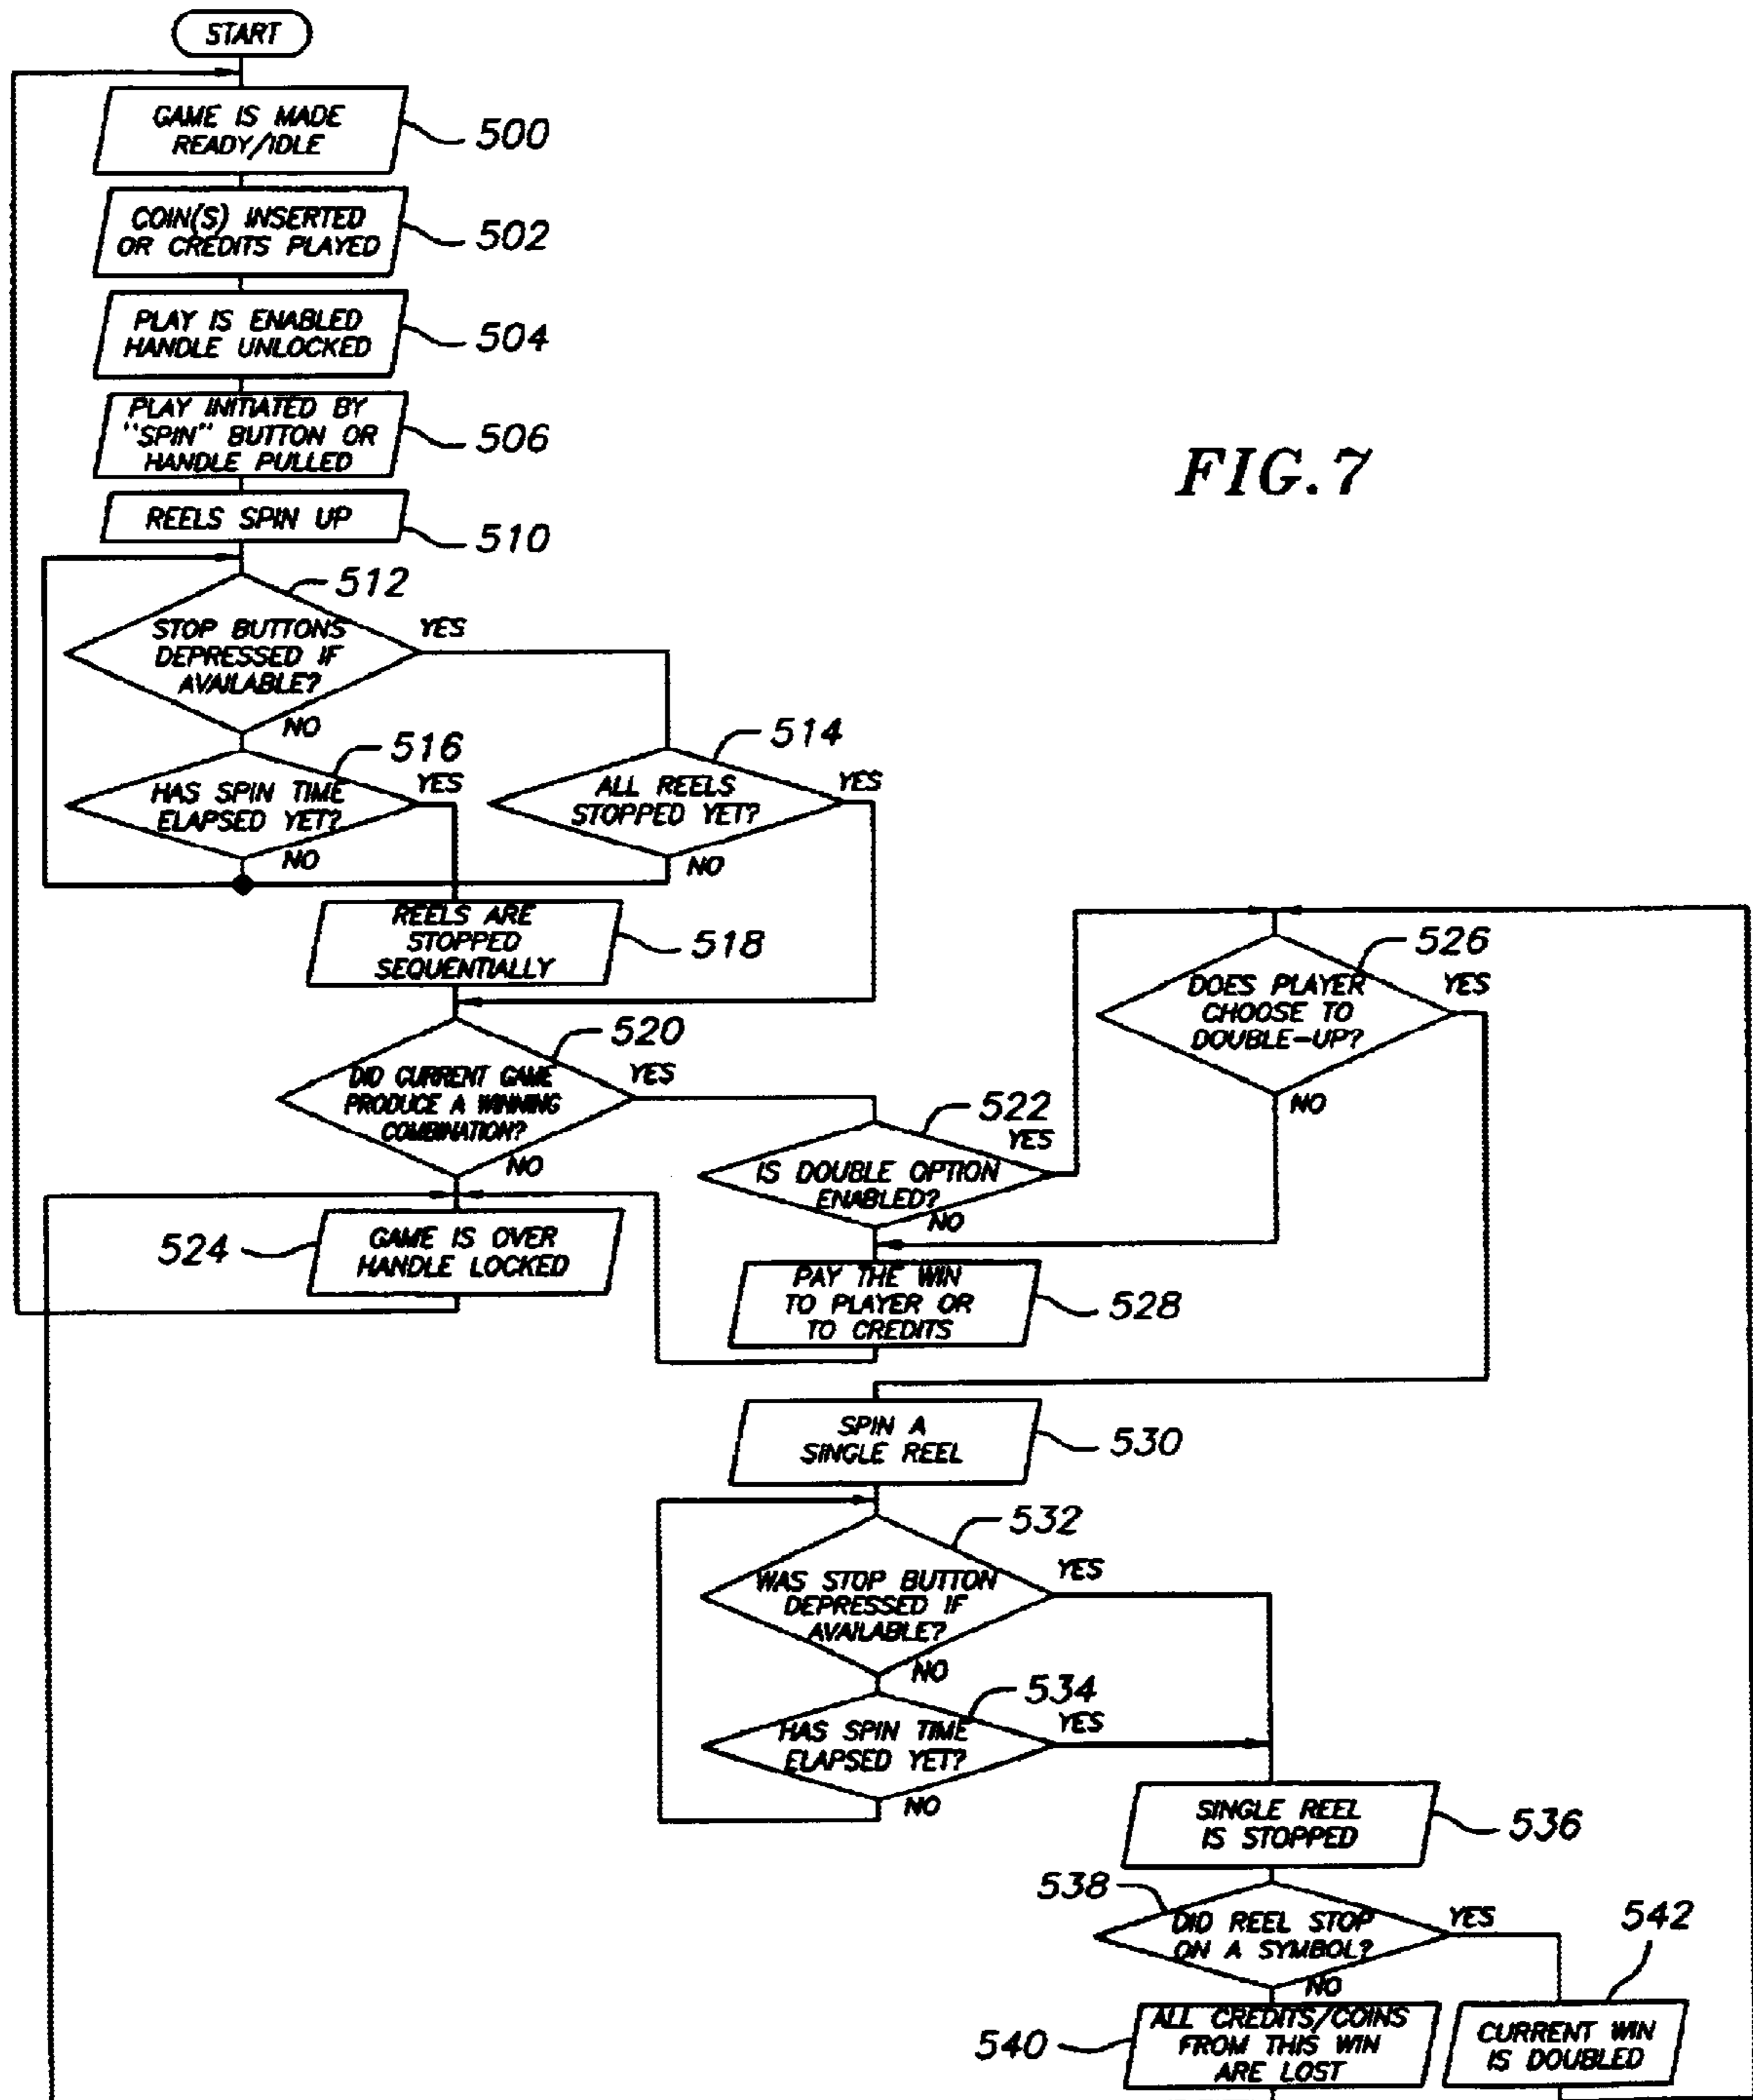 START
GAME IS MADE
READY/IDLE
500
COIN(S) INSERTED
OR CREDITS PLAYED
502
PLAY IS ENABLED
HANDLE UNLOCKED
504
PLAY INITIATED BY
"SPIN" BUTTON OR
HANDLE PULLED
506
FIG. 7
REELS SPIN UP
510
512
STOP BUTTONS
DEPRESSED IF
AVAILABLE?
YES
NO
516
HAS SPIN TIME
ELAPSED YET?
YES
NO
514
ALL REELS
STOPPED YET?
YES
NO
REELS ARE
STOPPED
SEQUENTIALLY
518
526
DOES PLAYER
CHOOSE TO
DOUBLE-UP?
YES
NO
520
DID CURRENT GAME
PRODUCE A WINNING
COMBINATION?
YES
NO
522
IS DOUBLE OPTION
ENABLED?
YES
NO
524
GAME IS OVER
HANDLE LOCKED
PAY THE WIN
TO PLAYER OR
TO CREDITS
528
SPIN A
SINGLE REEL
530
532
WAS STOP BUTTON
DEPRESSED IF
AVAILABLE?
YES
NO
534
HAS SPIN TIME
ELAPSED YET?
YES
NO
SINGLE REEL
IS STOPPED
536
538
DID REEL STOP
ON A SYMBOL?
YES
NO
542
540
ALL CREDITS/COINS
FROM THIS WIN
ARE LOST
CURRENT WIN
IS DOUBLED